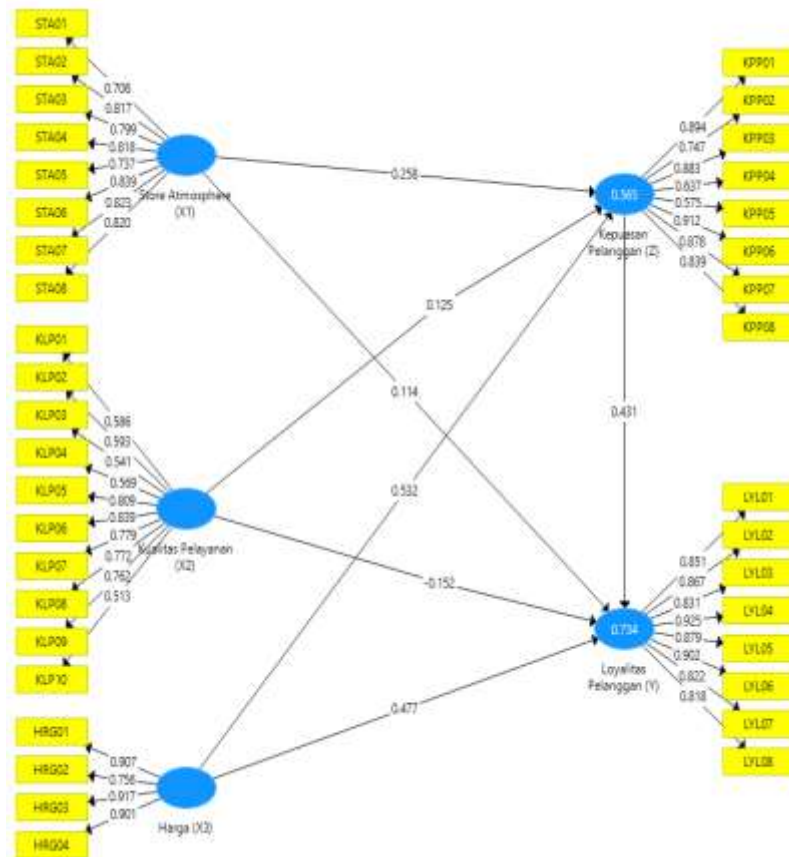 STA01
STA02
STA03
STA04
STA05
STA06
STA07
STA08
0.706
0.817
0.799
0.818
0.737
0.839
0.823
0.820
Store Atmosphere
(X1)
KLP01
KLP02
KLP03
KLP04
KLP05
KLP06
KLP07
KLP08
KLP09
KLP10
0.586
0.593
0.541
0.569
0.809
0.839
0.779
0.772
0.762
0.513
Kualitas Pelayanan
(X2)
HRG01
HRG02
HRG03
HRG04
0.907
0.756
0.917
0.901
Harga (X3)
0.258
0.125
0.114
0.532
-0.152
0.477
0.431
0.565
Kepuasan
Pelanggan (Z)
0.894
0.747
0.883
0.637
0.575
0.912
0.878
0.839
KPP01
KPP02
KPP03
KPP04
KPP05
KPP06
KPP07
KPP08
0.734
Loyalitas
Pelanggan (Y)
0.851
0.867
0.831
0.925
0.879
0.902
0.822
0.818
LYL01
LYL02
LYL03
LYL04
LYL05
LYL06
LYL07
LYL08